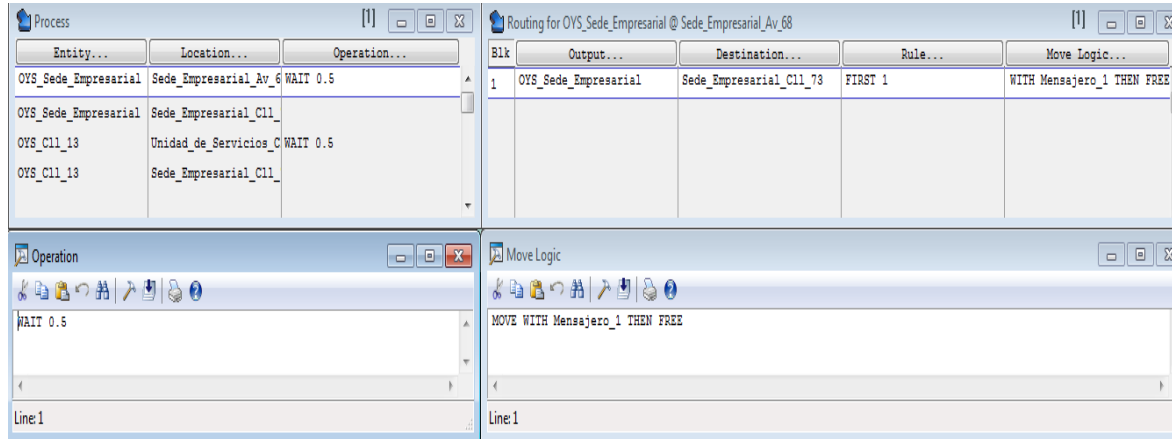 Process [1]
Entity... Location... Operation...
OYS_Sede_Empresarial Sede_Empresarial_Av_6 WAIT 0.5
OYS_Sede_Empresarial Sede_Empresarial_Cll_
OYS_Cll_13 Unidad_de_Servicios_C WAIT 0.5
OYS_Cll_13 Sede_Empresarial_Cll_
Routing for OYS_Sede_Empresarial @ Sede_Empresarial_Av_68 [1]
Blk Output... Destination... Rule... Move Logic...
1 OYS_Sede_Empresarial Sede_Empresarial_Cll_73 FIRST 1 WITH Mensajero_1 THEN FREE
Operation
WAIT 0.5
Line: 1
Move Logic
MOVE WITH Mensajero_1 THEN FREE
Line: 1